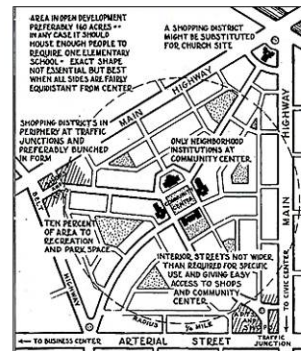 AREA IN OPEN DEVELOPMENT
PREFERABLY 160 ACRES ••
IN ANY CASE IT SHOULD
HOUSE ENOUGH PEOPLE TO
REQUIRE ONE ELEMENTARY
SCHOOL • EXACT SHAPE
NOT ESSENTIAL BUT BEST
WHEN ALL SIDES ARE FAIRLY
EQUIDISTANT FROM CENTER.
A SHOPPING DISTRICT
MIGHT BE SUBSTITUTED
FOR CHURCH SITE
MAIN HIGHWAY
SHOPPING DISTRICTS IN
PERIPHERY AT TRAFFIC
JUNCTIONS AND
PREFERABLY BUNCHED
IN FORM
ONLY NEIGHBORHOOD
INSTITUTIONS AT
COMMUNITY CENTER.
MAIN
HIGHWAY
COMMUNITY
CENTER
TEN PERCENT
OF AREA TO
RECREATION
AND PARK SPACE
INTERIOR STREETS NOT WIDER
THAN REQUIRED FOR SPECIFIC
USE AND GIVING EASY
ACCESS TO SHOPS
AND COMMUNITY
CENTER.
TO CIVIC CENTER
RADIUS ¼ MILE
TO BUSINESS CENTER
ARTERIAL STREET
TRAFFIC
JUNCTION